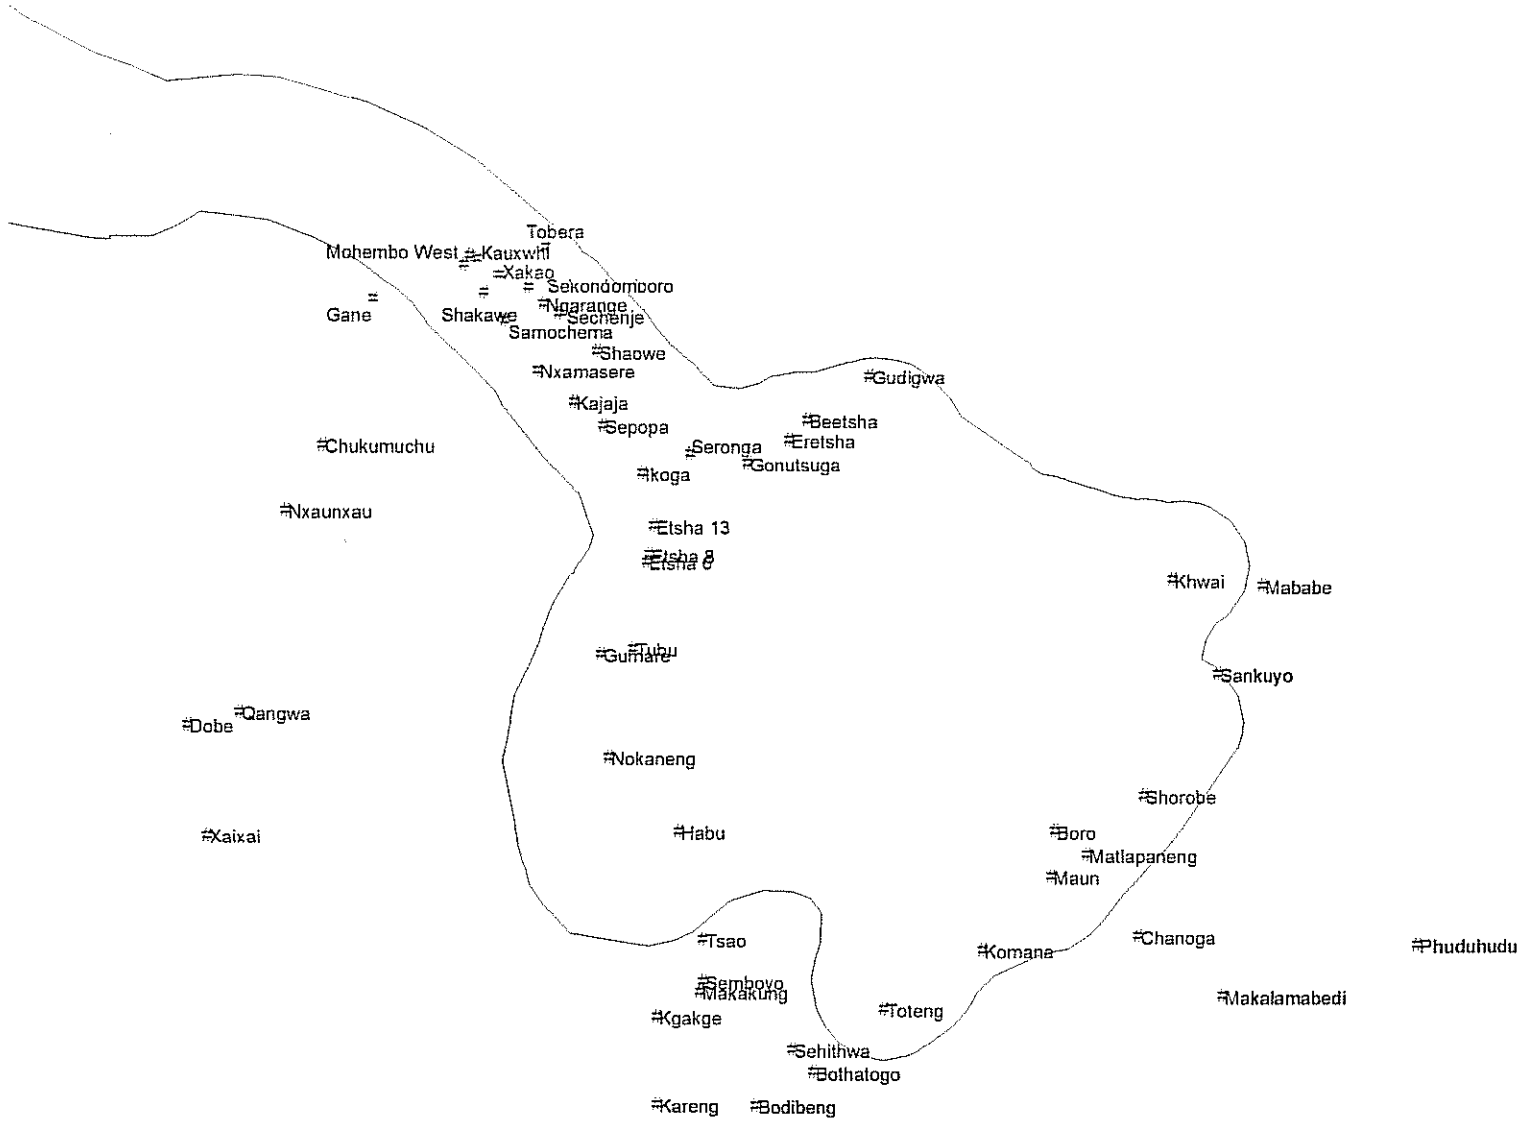 Tobera
Mohembo West
Kauxwhi
Xakao
Sekondomboro
Ngarange
Gane
Shakawe
Sechenje
Samochema
Shaowe
Nxamasere
Gudigwa
Kajaja
Beetsha
Sepopa
Eretsha
Chukumuchu
Seronga
Gonutsuga
Ikoga
Nxaunxau
Etsha 13
Etsha 8
Etsha 6
Khwai
Mababe
Tubu
Gumare
Sankuyo
Qangwa
Dobe
Nokaneng
Shorobe
Xaixai
Habu
Boro
Matlapaneng
Maun
Tsao
Chanoga
Phuduhudu
Komana
Semboyo
Makakung
Makalamabedi
Kgakge
Toteng
Sehithwa
Bothatogo
Kareng
Bodibeng